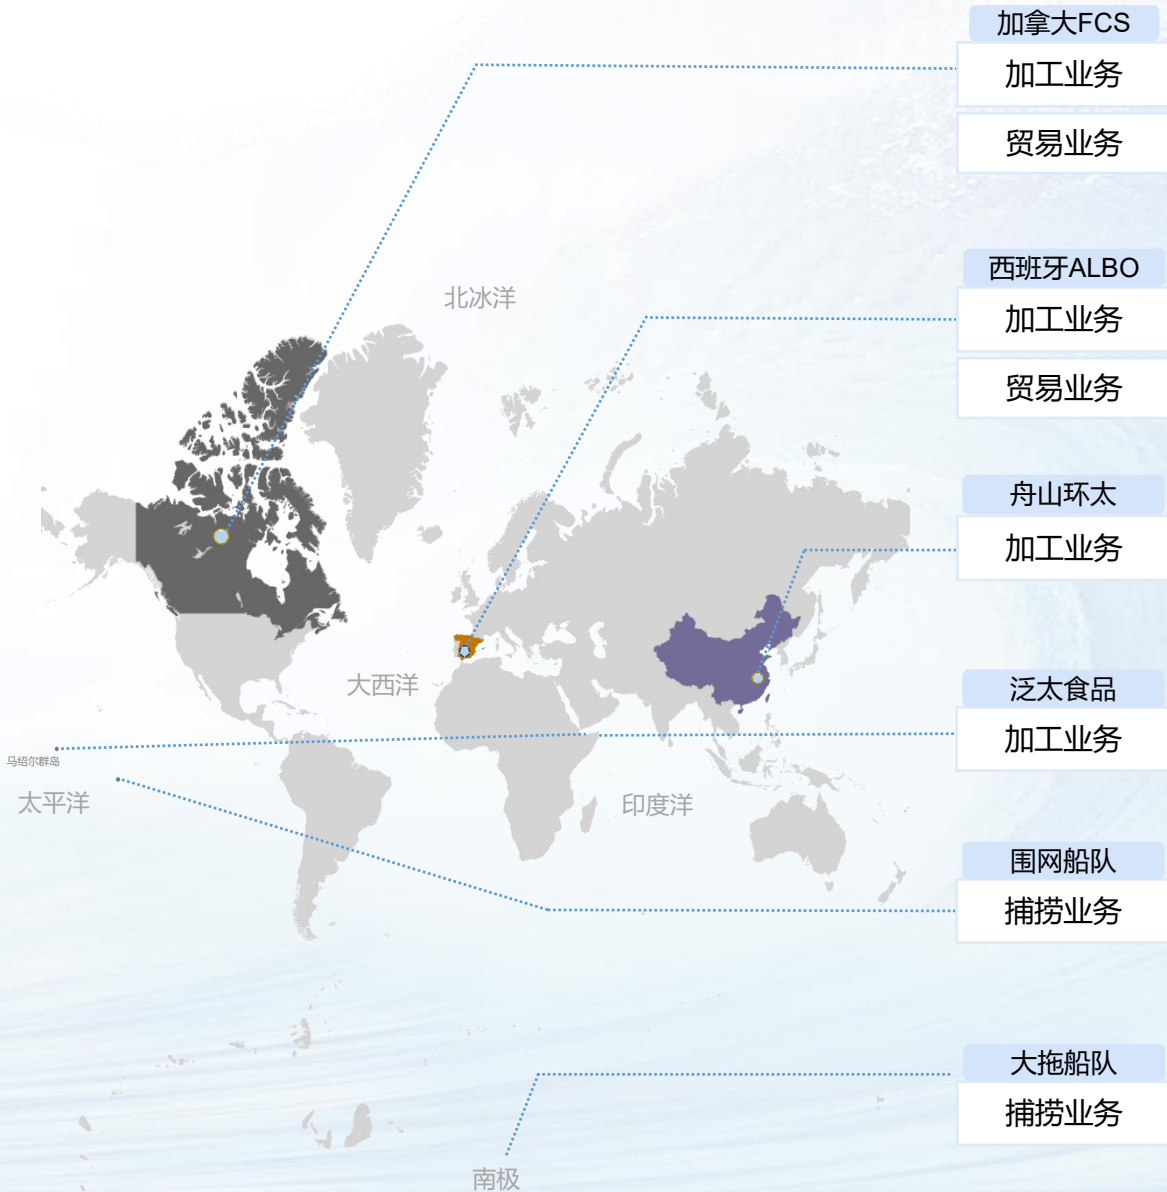 加拿大FCS
加工业务
贸易业务
西班牙ALBO
北冰洋
加工业务
贸易业务
舟山环太
加工业务
大西洋
泛太食品
加工业务
马绍尔群岛
太平洋
印度洋
围网船队
捕捞业务
大拖船队
捕捞业务
南极